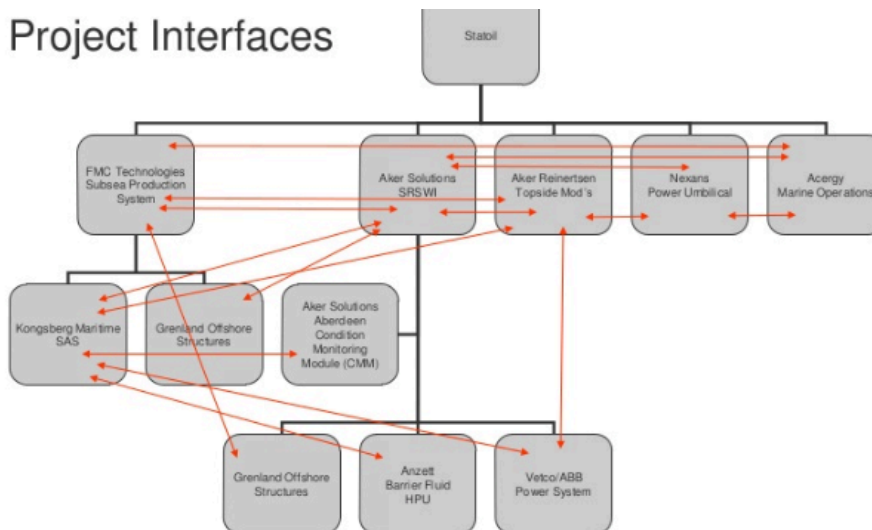 Project Interfaces
Statoil
FMC Technologies
Subsea Production
System
Aker Solutions
SRSWI
Aker Reinertsen
Topside Mod's
Nexans
Power Umbilical
Acergy
Marine Operations
Kongsberg Maritime
SAS
Grenland Offshore
Structures
Aker Solutions
Aberdeen
Condition
Monitoring
Module (CMM)
Grenland Offshore
Structures
Anzett
Barrier Fluid
HPU
Vetco/ABB
Power System